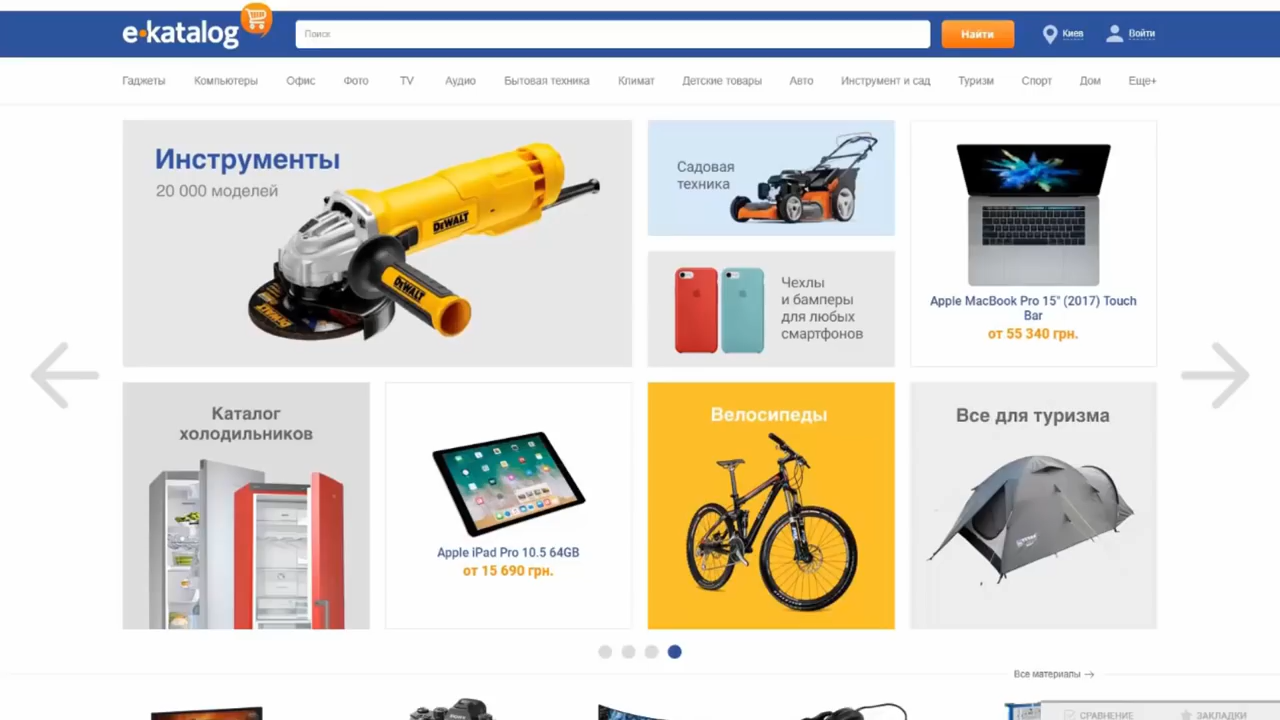 e·katalog
Поиск
Найти
Киев
Войти
Гаджеты Компьютеры Офис Фото TV Аудио Бытовая техника Климат Детские товары Авто Инструмент и сад Туризм Спорт Дом Еще+
Инструменты
20 000 моделей
DEWALT
DEWALT
DEWALT
Садовая
техника
Чехлы
и бамперы
для любых
смартфонов
Apple MacBook Pro 15" (2017) Touch
Bar
от 55 340 грн.
Каталог
холодильников
Apple iPad Pro 10.5 64GB
от 15 690 грн.
Велосипеды
Все для туризма
Все материалы →
СРАВНЕНИЕ
ЗАКЛАДКИ